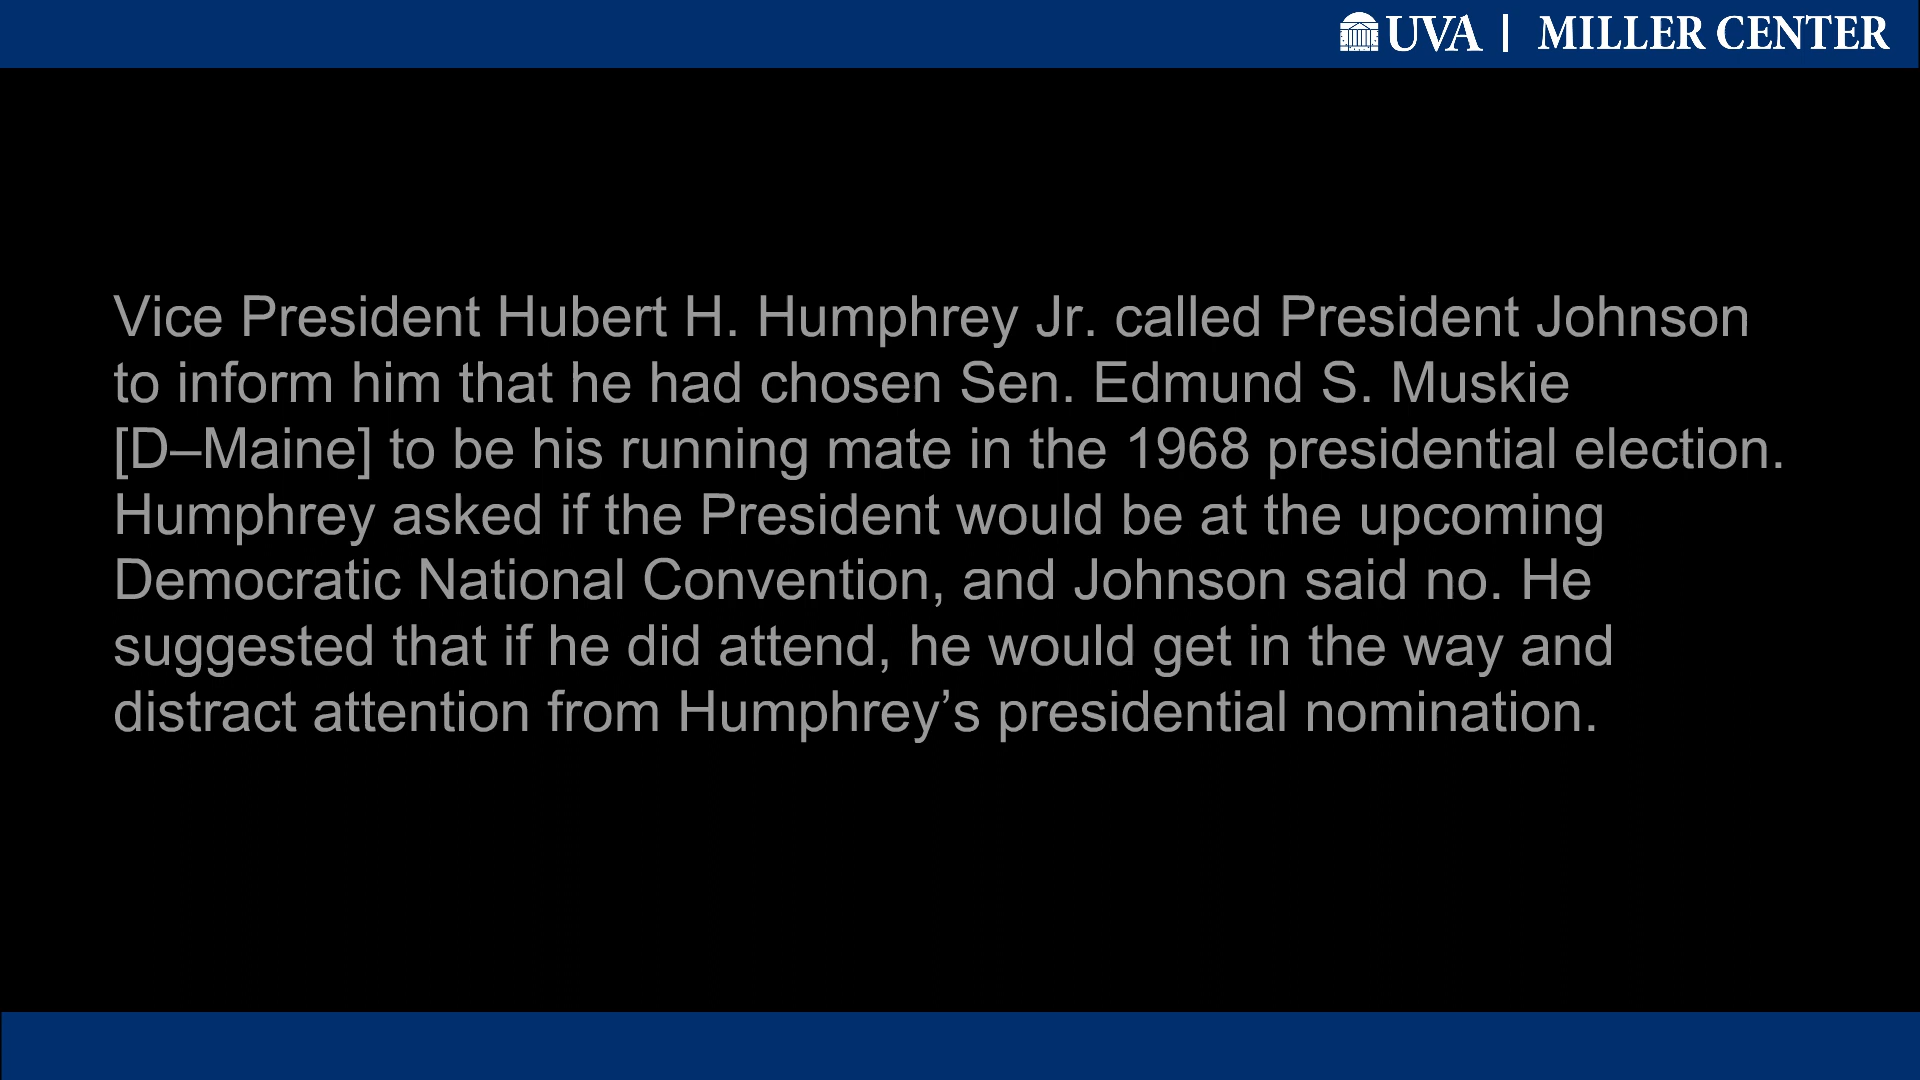 UVA | MILLER CENTER
Vice President Hubert H. Humphrey Jr. called President Johnson
to inform him that he had chosen Sen. Edmund S. Muskie
[D–Maine] to be his running mate in the 1968 presidential election.
Humphrey asked if the President would be at the upcoming
Democratic National Convention, and Johnson said no. He
suggested that if he did attend, he would get in the way and
distract attention from Humphrey’s presidential nomination.